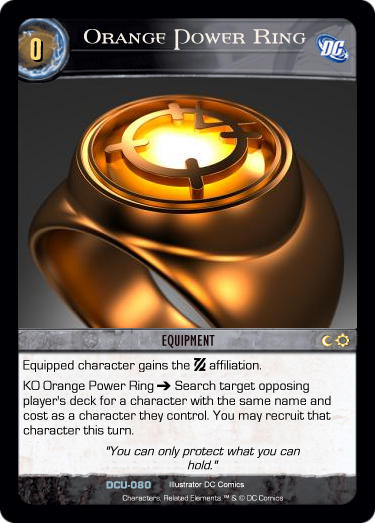 0
Orange Power Ring
DC
EQUIPMENT
Equipped character gains the affiliation.
KO Orange Power Ring ➔ Search target opposing
player's deck for a character with the same name and
cost as a character they control. You may recruit that
character this turn.
"You can only protect what you can
hold."
DCU-080 Illustrator DC Comics
Characters, Related Elements ™ & © DC Comics